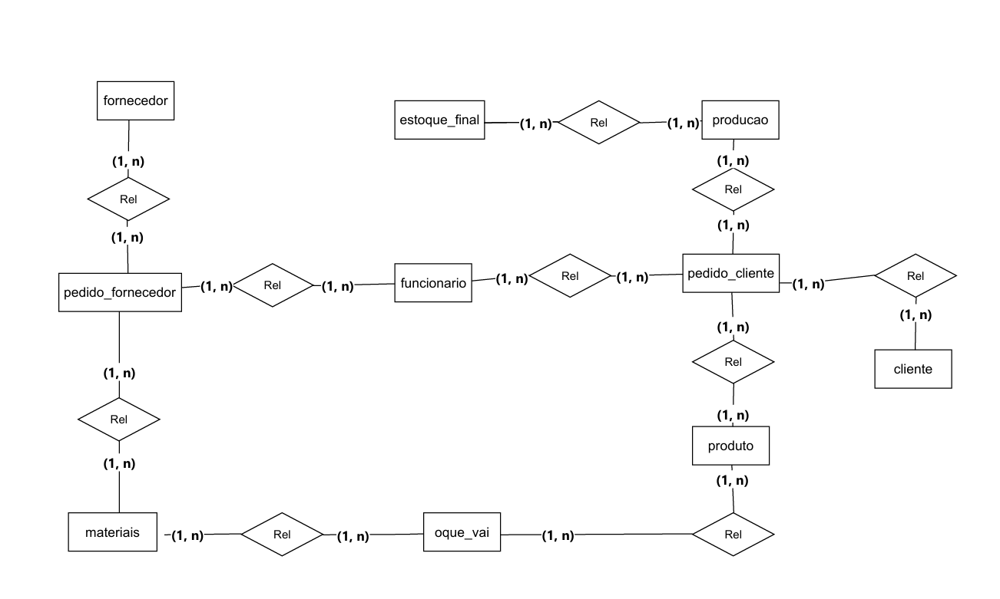 fornecedor
estoque_final
(1, n)
Rel
(1, n)
producao
(1, n)
Rel
(1, n)
(1, n)
Rel
(1, n)
pedido_fornecedor
(1, n)
Rel
(1, n)
funcionario
(1, n)
Rel
(1, n)
pedido_cliente
(1, n)
Rel
(1, n)
cliente
(1, n)
Rel
(1, n)
(1, n)
Rel
(1, n)
produto
(1, n)
materiais
(1, n)
Rel
(1, n)
oque_vai
(1, n)
Rel